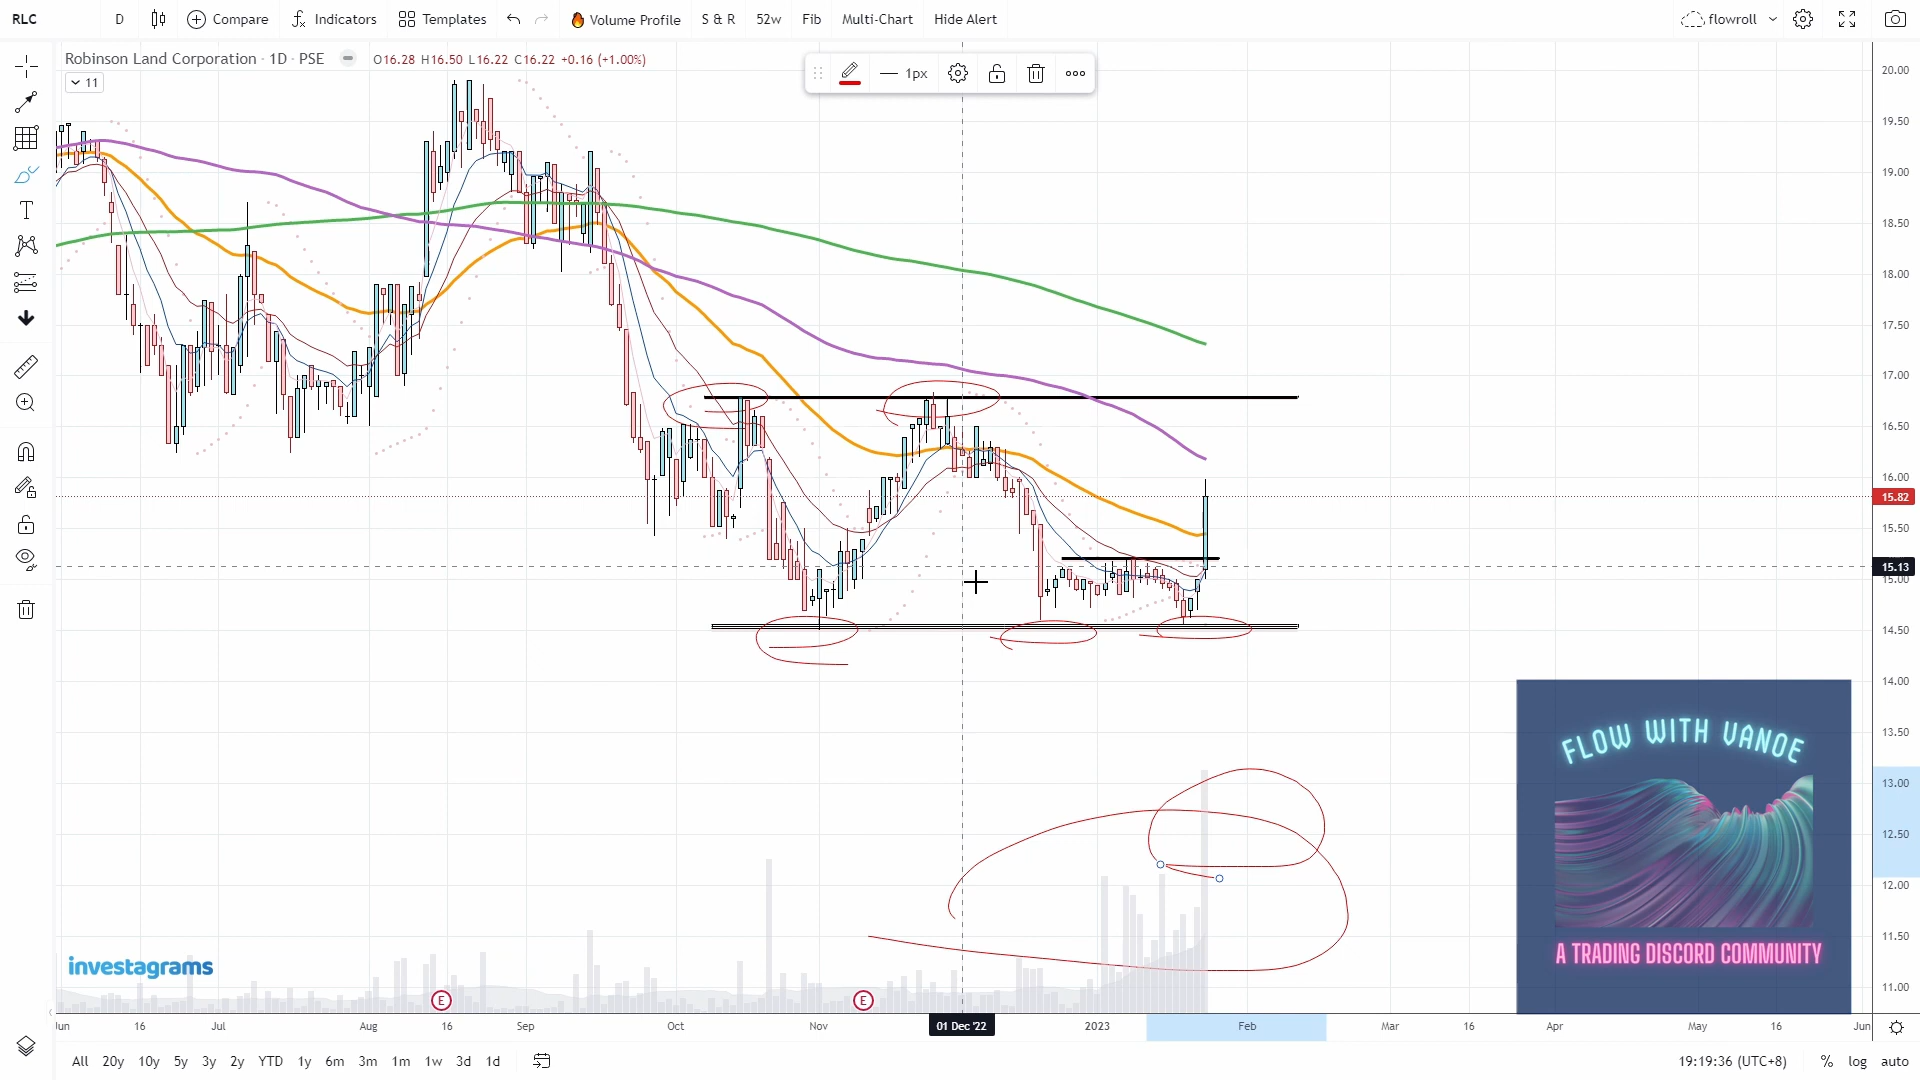 RLC D Compare Indicators Templates Volume Profile S & R 52w Fib Multi-Chart Hide Alert flowroll
Robinson Land Corporation · 1D · PSE O16.28 H16.50 L16.22 C16.22 +0.16 (+1.00%)
11
1px
20.00
19.50
19.00
18.50
18.00
17.50
17.00
16.50
16.00
15.82
15.50
15.13
15.00
14.50
14.00
13.50
13.00
12.50
12.00
11.50
11.00
FLOW WITH VANOE
A TRADING DISCORD COMMUNITY
investagrams
E E
Jun 16 Jul Aug 16 Sep Oct Nov 01 Dec '22 2023 Feb Mar 16 Apr May 16 Jun
All 20y 10y 5y 3y 2y YTD 1y 6m 3m 1m 1w 3d 1d 19:19:36 (UTC+8) % log auto